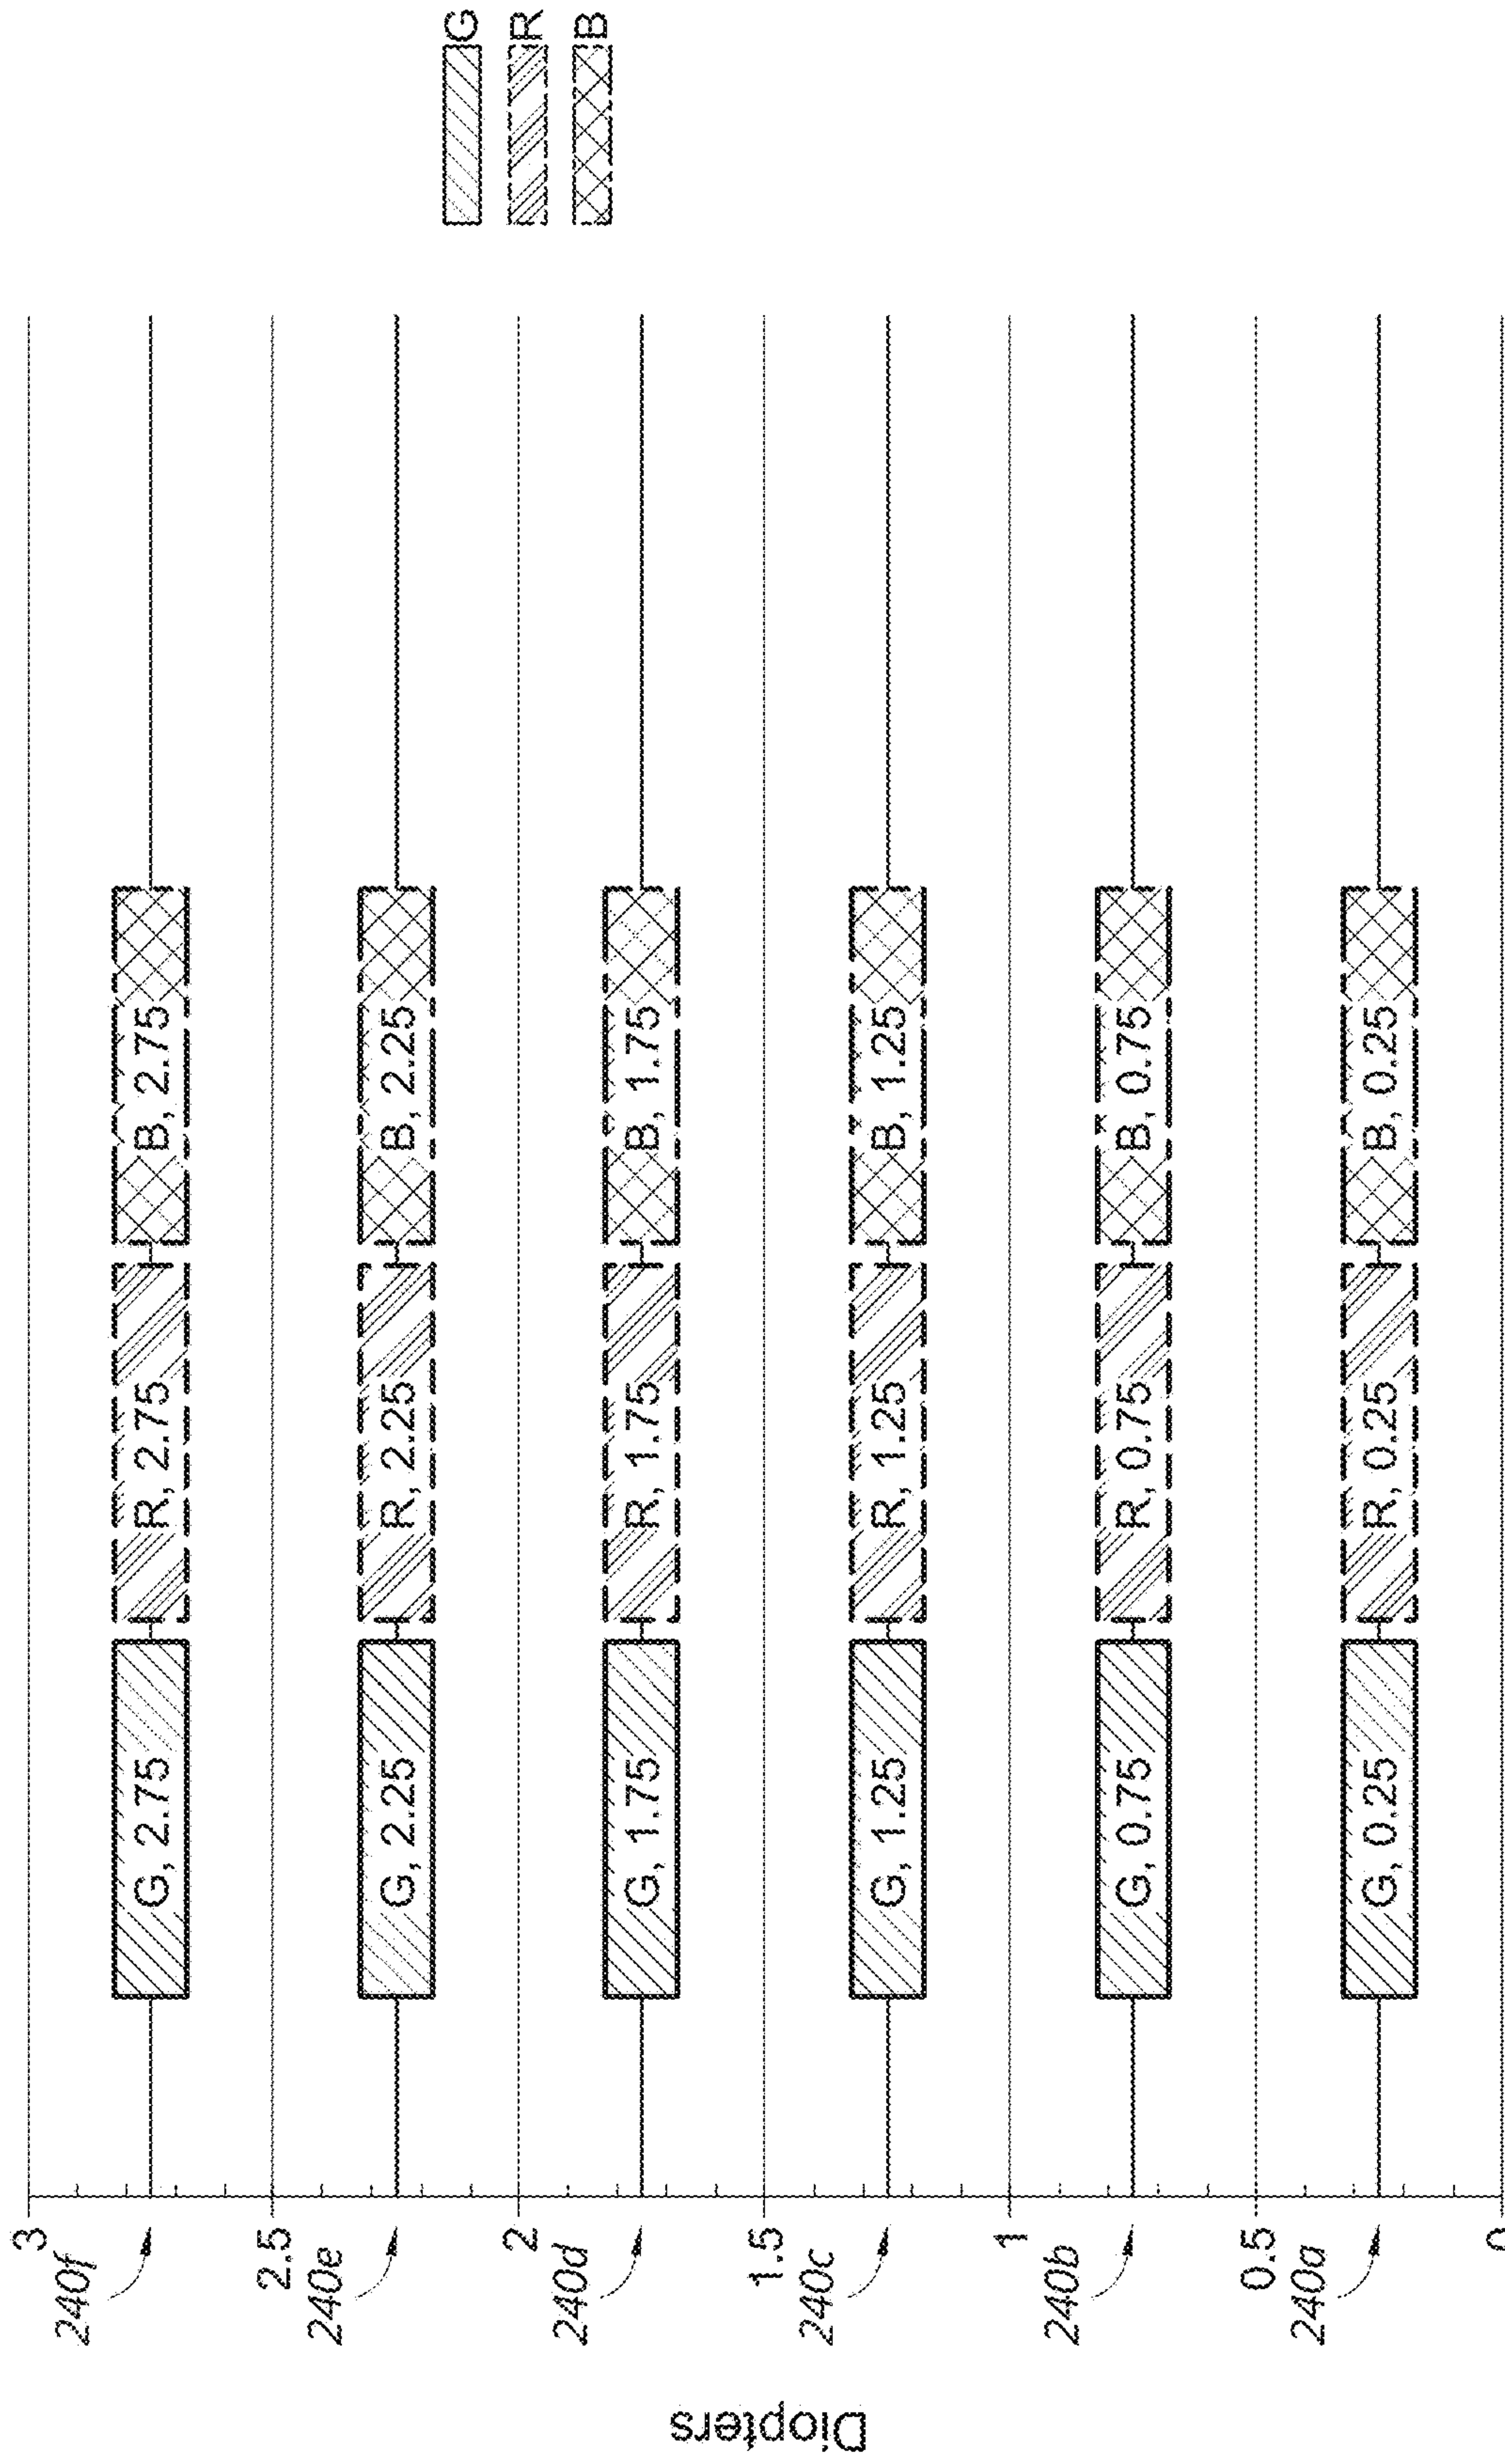 Diopters
3
240f
G, 2.75
R, 2.75
B, 2.75
2.5
240e
G, 2.25
R, 2.25
B, 2.25
2
240d
G, 1.75
R, 1.75
B, 1.75
1.5
240c
G, 1.25
R, 1.25
B, 1.25
1
240b
G, 0.75
R, 0.75
B, 0.75
0.5
240a
G, 0.25
R, 0.25
B, 0.25
0
G
R
B